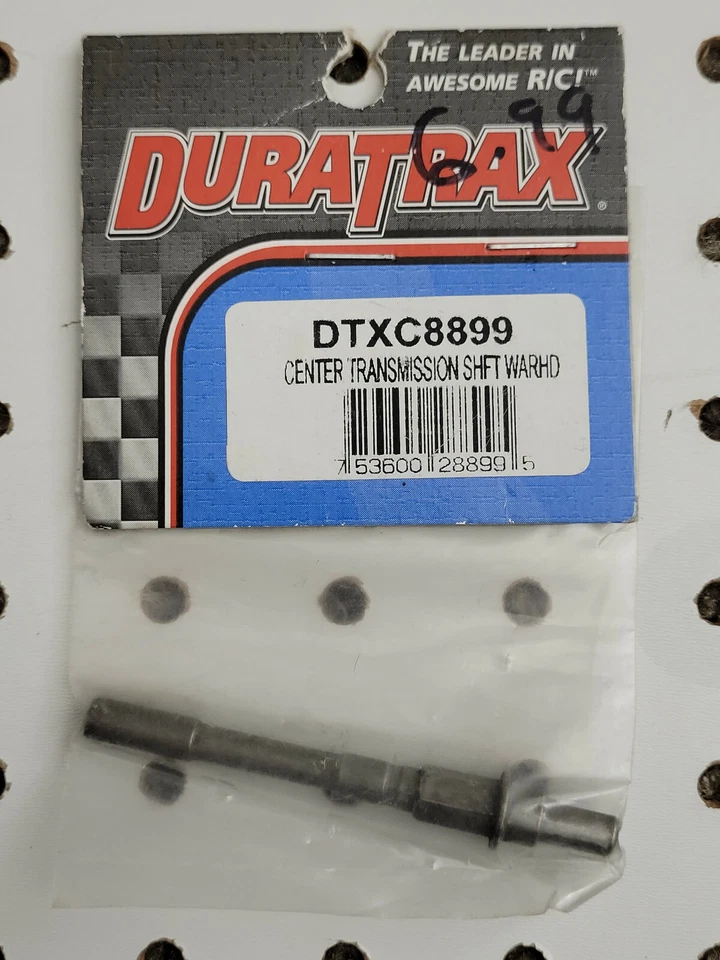 THE LEADER IN
AWESOME R/C!™
6.99
DURATRAX®
DTXC8899
CENTER TRANSMISSION SHFT WARHD
7 53600 28899 5